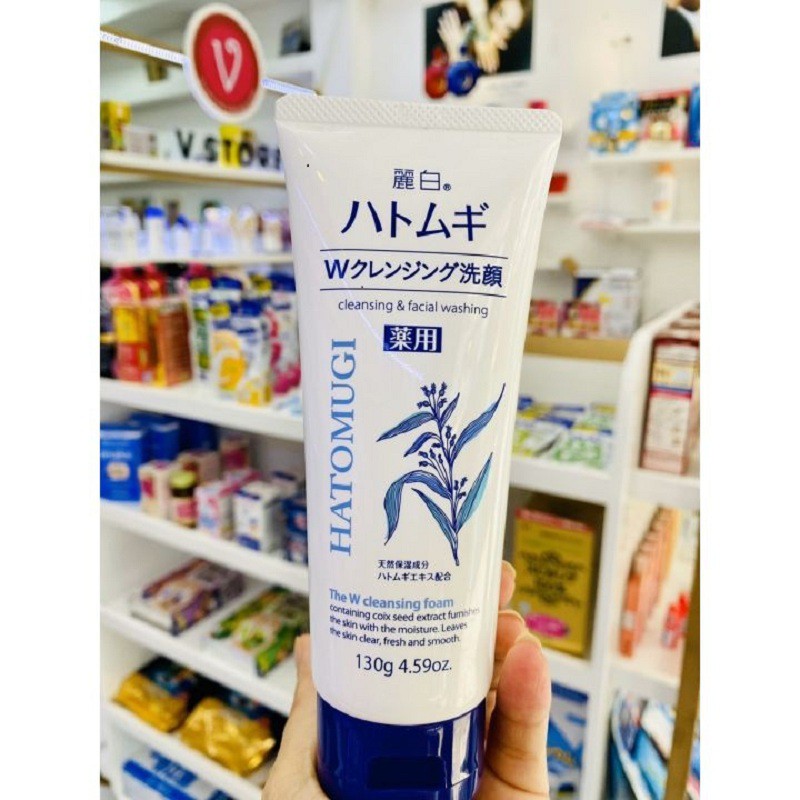 V
V.STORE
麗白®
ハトムギ
Wクレンジング洗顔
cleansing & facial washing
薬用
HATOMUGI
天然保湿成分
ハトムギエキス配合
The W cleansing foam
containing coix seed extract furnishes
the skin with the moisture. Leaves
the skin clear, fresh and smooth.
130g 4.59oz.